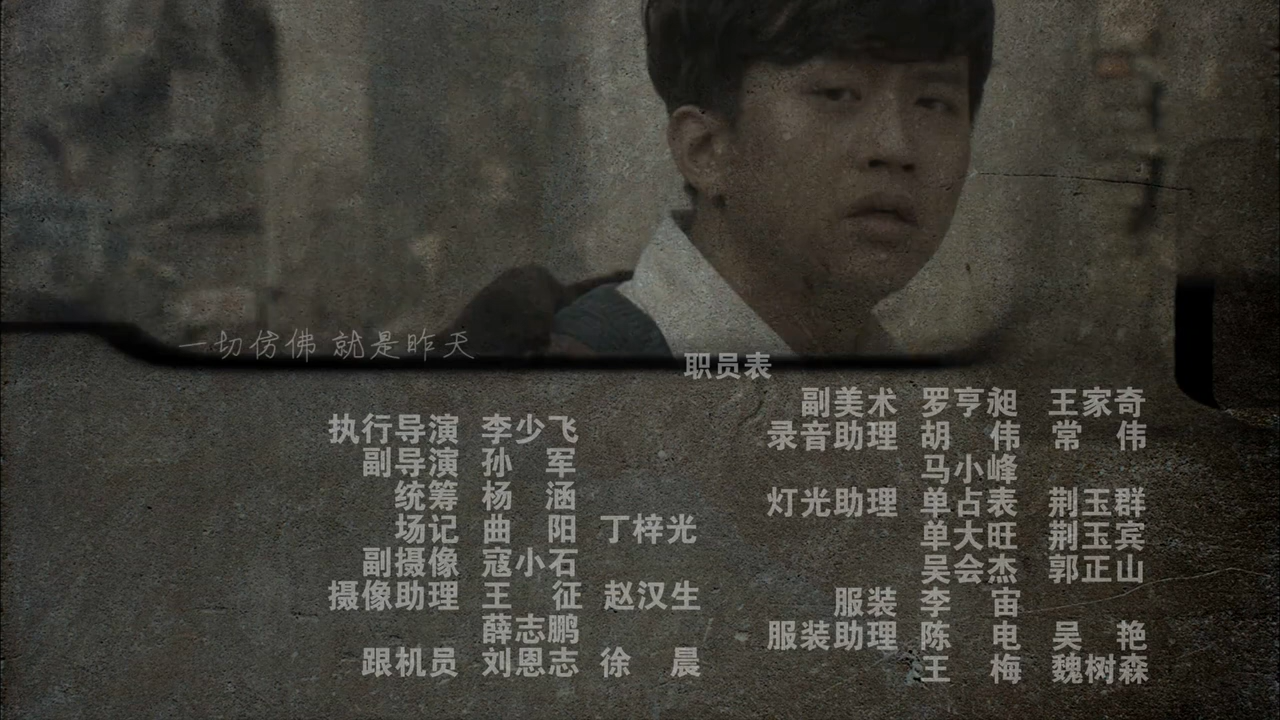 一切仿佛 就是昨天
职员表
执行导演 李少飞
副导演 孙 军
统筹 杨 涵
场记 曲 阳 丁梓光
副摄像 寇小石
摄像助理 王 征 赵汉生
薛志鹏
跟机员 刘恩志 徐 晨
副美术 罗亨昶 王家奇
录音助理 胡 伟 常 伟
马小峰
灯光助理 单占表 荆玉群
单大旺 荆玉宾
吴会杰 郭正山
服装 李 宙
服装助理 陈 电 吴 艳
王 梅 魏树森